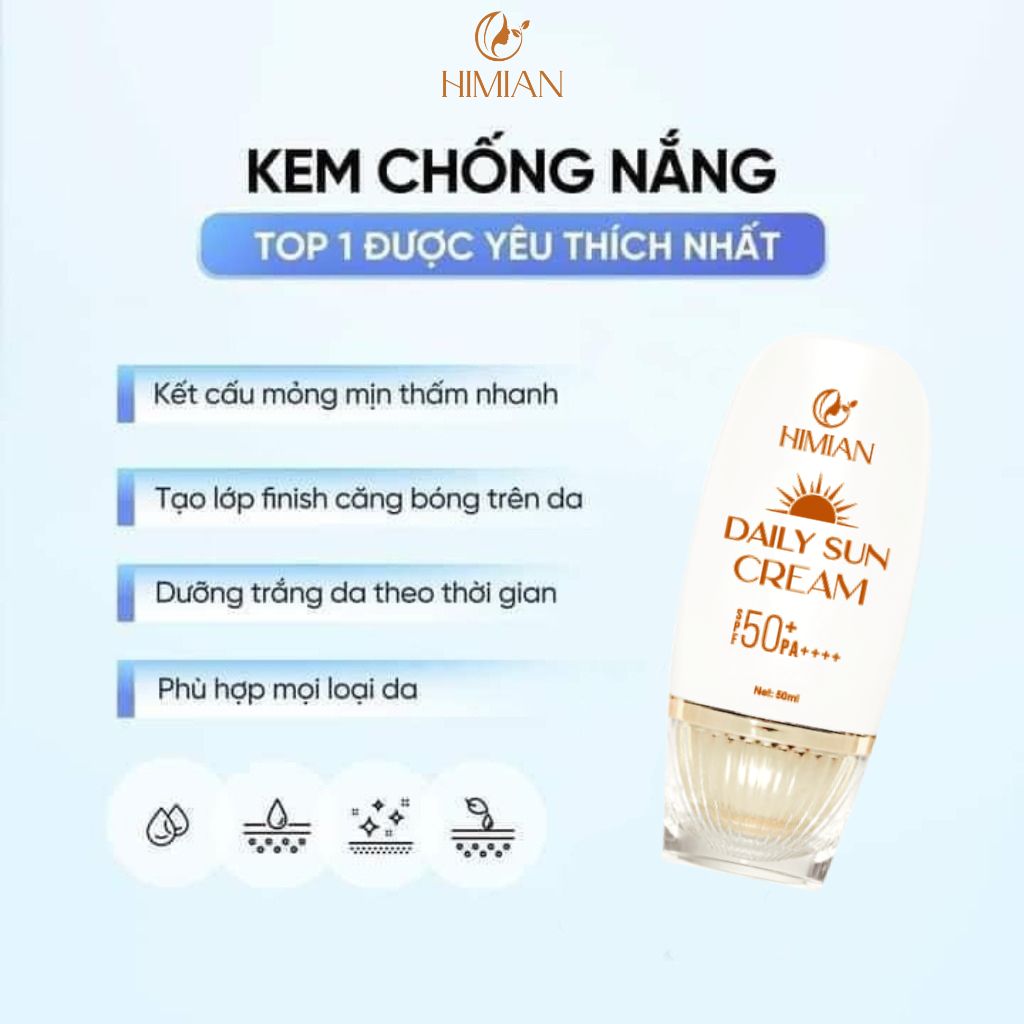 HIMIAN
KEM CHỐNG NẮNG
TOP 1 ĐƯỢC YÊU THÍCH NHẤT
Kết cấu mỏng mịn thấm nhanh
Tạo lớp finish căng bóng trên da
Dưỡng trắng da theo thời gian
Phù hợp mọi loại da
HIMIAN
DAILY SUN
CREAM
SPF 50+ PA++++
Net: 50ml